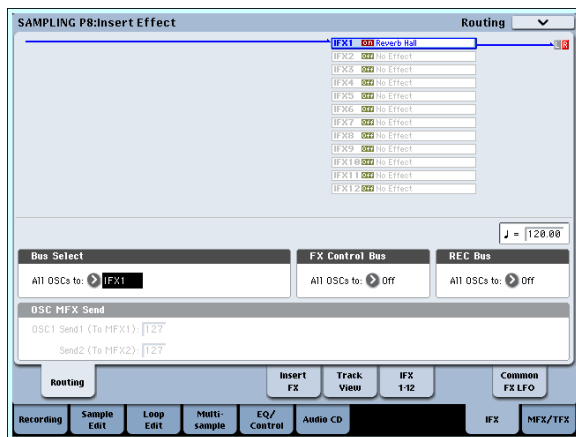 SAMPLING P8:Insert Effect Routing
IFX1 On Reverb Hall L R
IFX2 Off No Effect
IFX3 Off No Effect
IFX4 Off No Effect
IFX5 Off No Effect
IFX6 Off No Effect
IFX7 Off No Effect
IFX8 Off No Effect
IFX9 Off No Effect
IFX10 Off No Effect
IFX11 Off No Effect
IFX12 Off No Effect
♩ = 120.00
Bus Select FX Control Bus REC Bus
All OSCs to: IFX1 All OSCs to: Off All OSCs to: Off
OSC MFX Send
OSC1 Send1 (To MFX1): 127
Send2 (To MFX2): 127
Routing Insert FX Track View IFX 1-12 Common FX LFO
Recording Sample Edit Loop Edit Multi-sample EQ/Control Audio CD IFX MFX/TFX